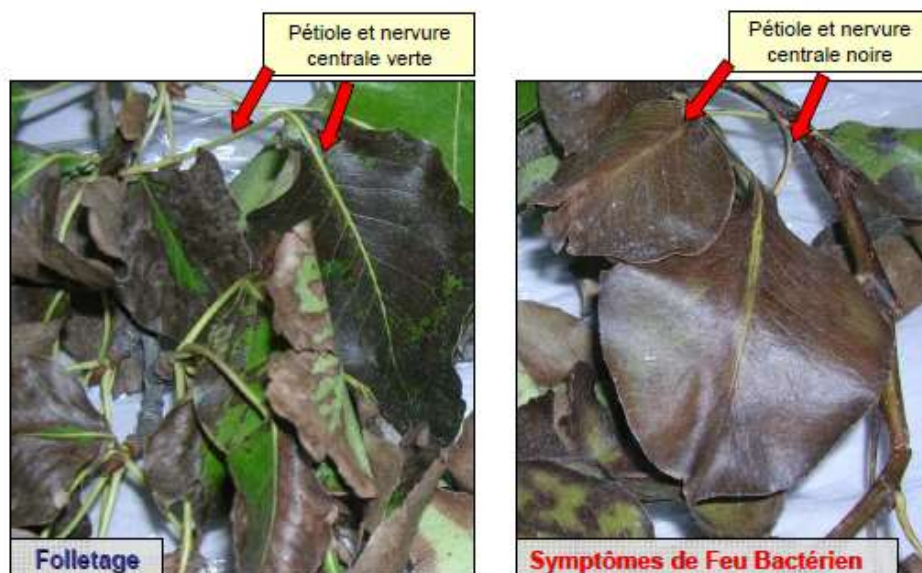 Pétiole et nervure
centrale verte
Pétiole et nervure
centrale noire
Folletage
Symptômes de Feu Bactérien